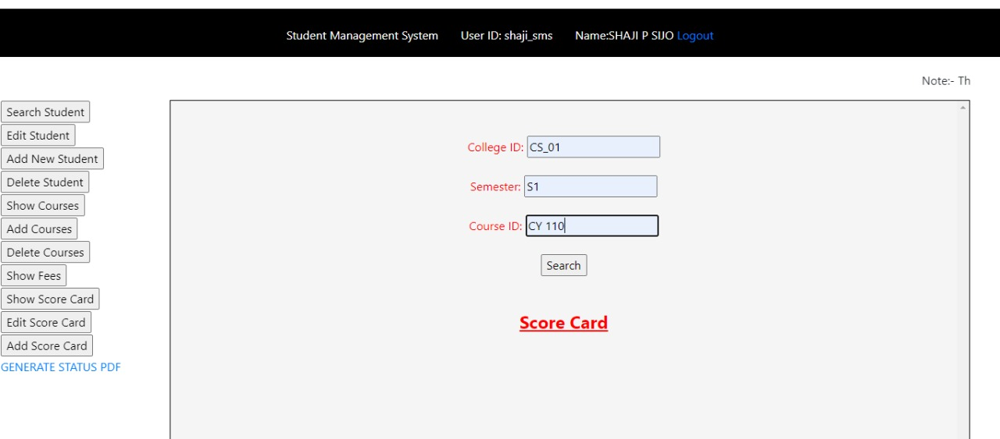 Student Management System User ID: shaji_sms Name:SHAJI P SIJO Logout
Note:- Th
Search Student
Edit Student
Add New Student
Delete Student
Show Courses
Add Courses
Delete Courses
Show Fees
Show Score Card
Edit Score Card
Add Score Card
GENERATE STATUS PDF
College ID: CS_01
Semester: S1
Course ID: CY 110
Search
Score Card